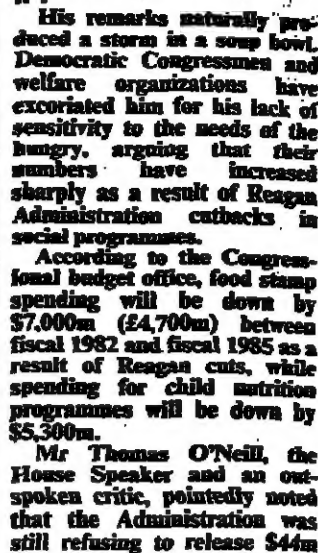 His remarks naturally pro-
duced a storm in a soup bowl.
Democratic Congressmen and
welfare organizations have
excoriated him for his lack of
sensitivity to the needs of the
hungry, arguing that their
numbers have increased
sharply as a result of Reagan
Administration cutbacks in
social programmes.
According to the Congress-
ional budget office, food stamp
spending will be down by
$7,000m (£4,700m) between
fiscal 1982 and fiscal 1985 as a
result of Reagan cuts, while
spending for child nutrition
programmes will be down by
$5,300m.
Mr Thomas O'Neill, the
House Speaker and an out-
spoken critic, pointedly noted
that the Administration was
still refusing to release $44m